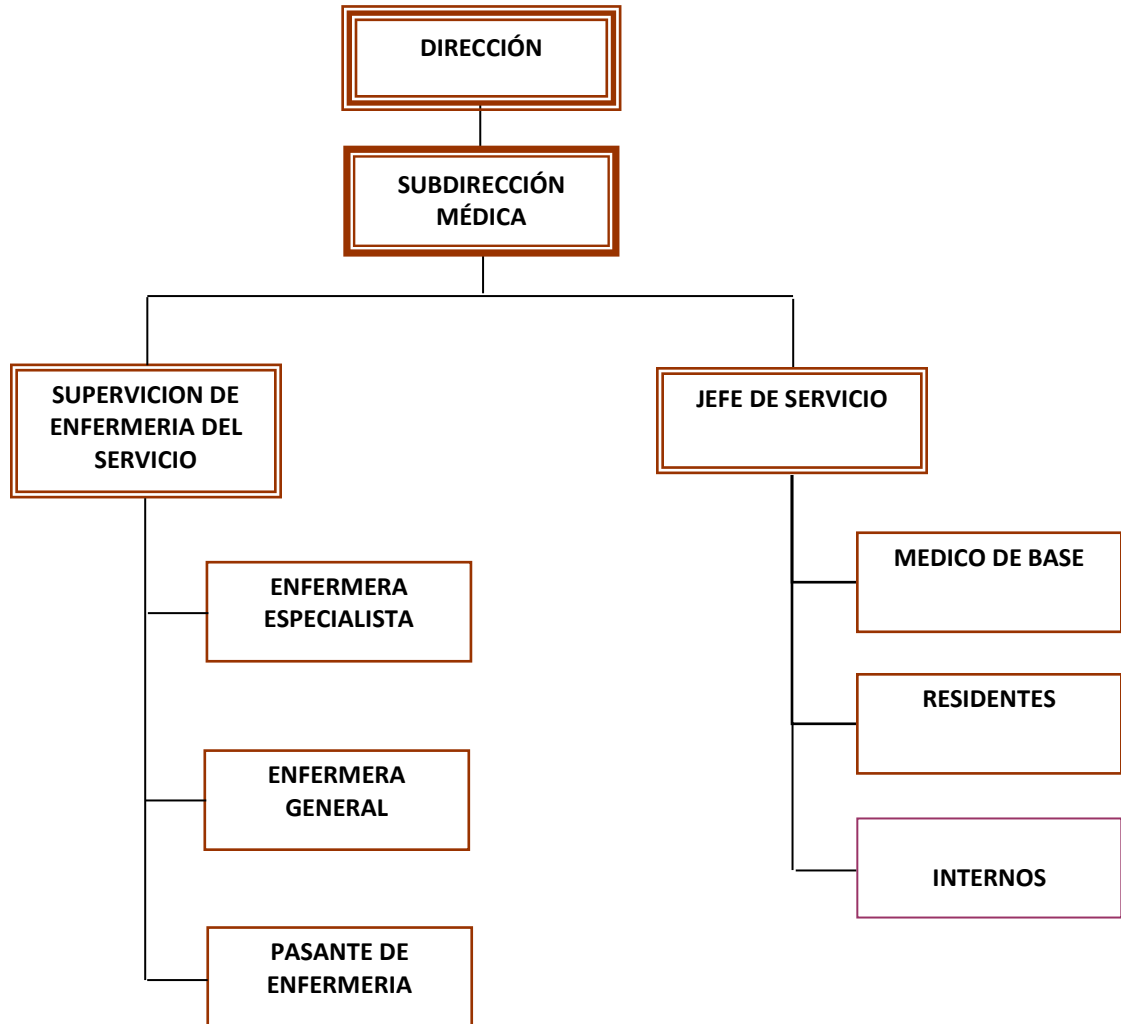 DIRECCIÓN
SUBDIRECCIÓN
MÉDICA
SUPERVICION DE
ENFERMERIA DEL
SERVICIO
JEFE DE SERVICIO
ENFERMERA
ESPECIALISTA
ENFERMERA
GENERAL
PASANTE DE
ENFERMERIA
MEDICO DE BASE
RESIDENTES
INTERNOS